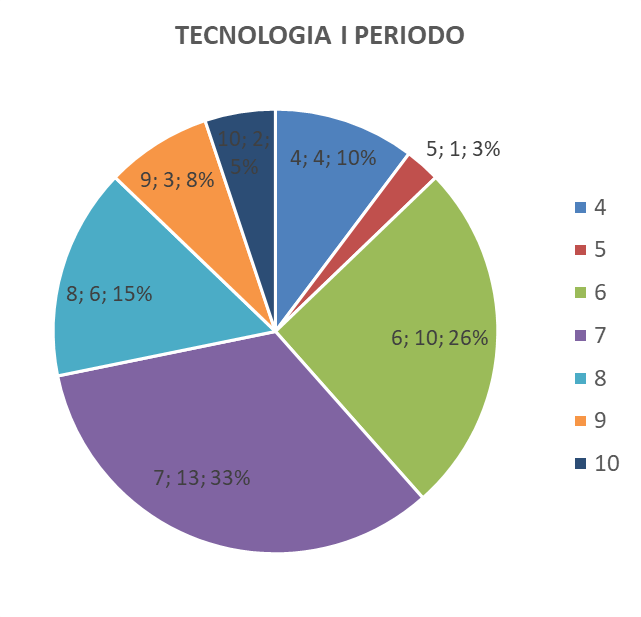 TECNOLOGIA I PERIODO
10; 2;
5%
4; 4; 10%
5; 1; 3%
9; 3; 8%
8; 6; 15%
6; 10; 26%
7; 13; 33%
4
5
6
7
8
9
10